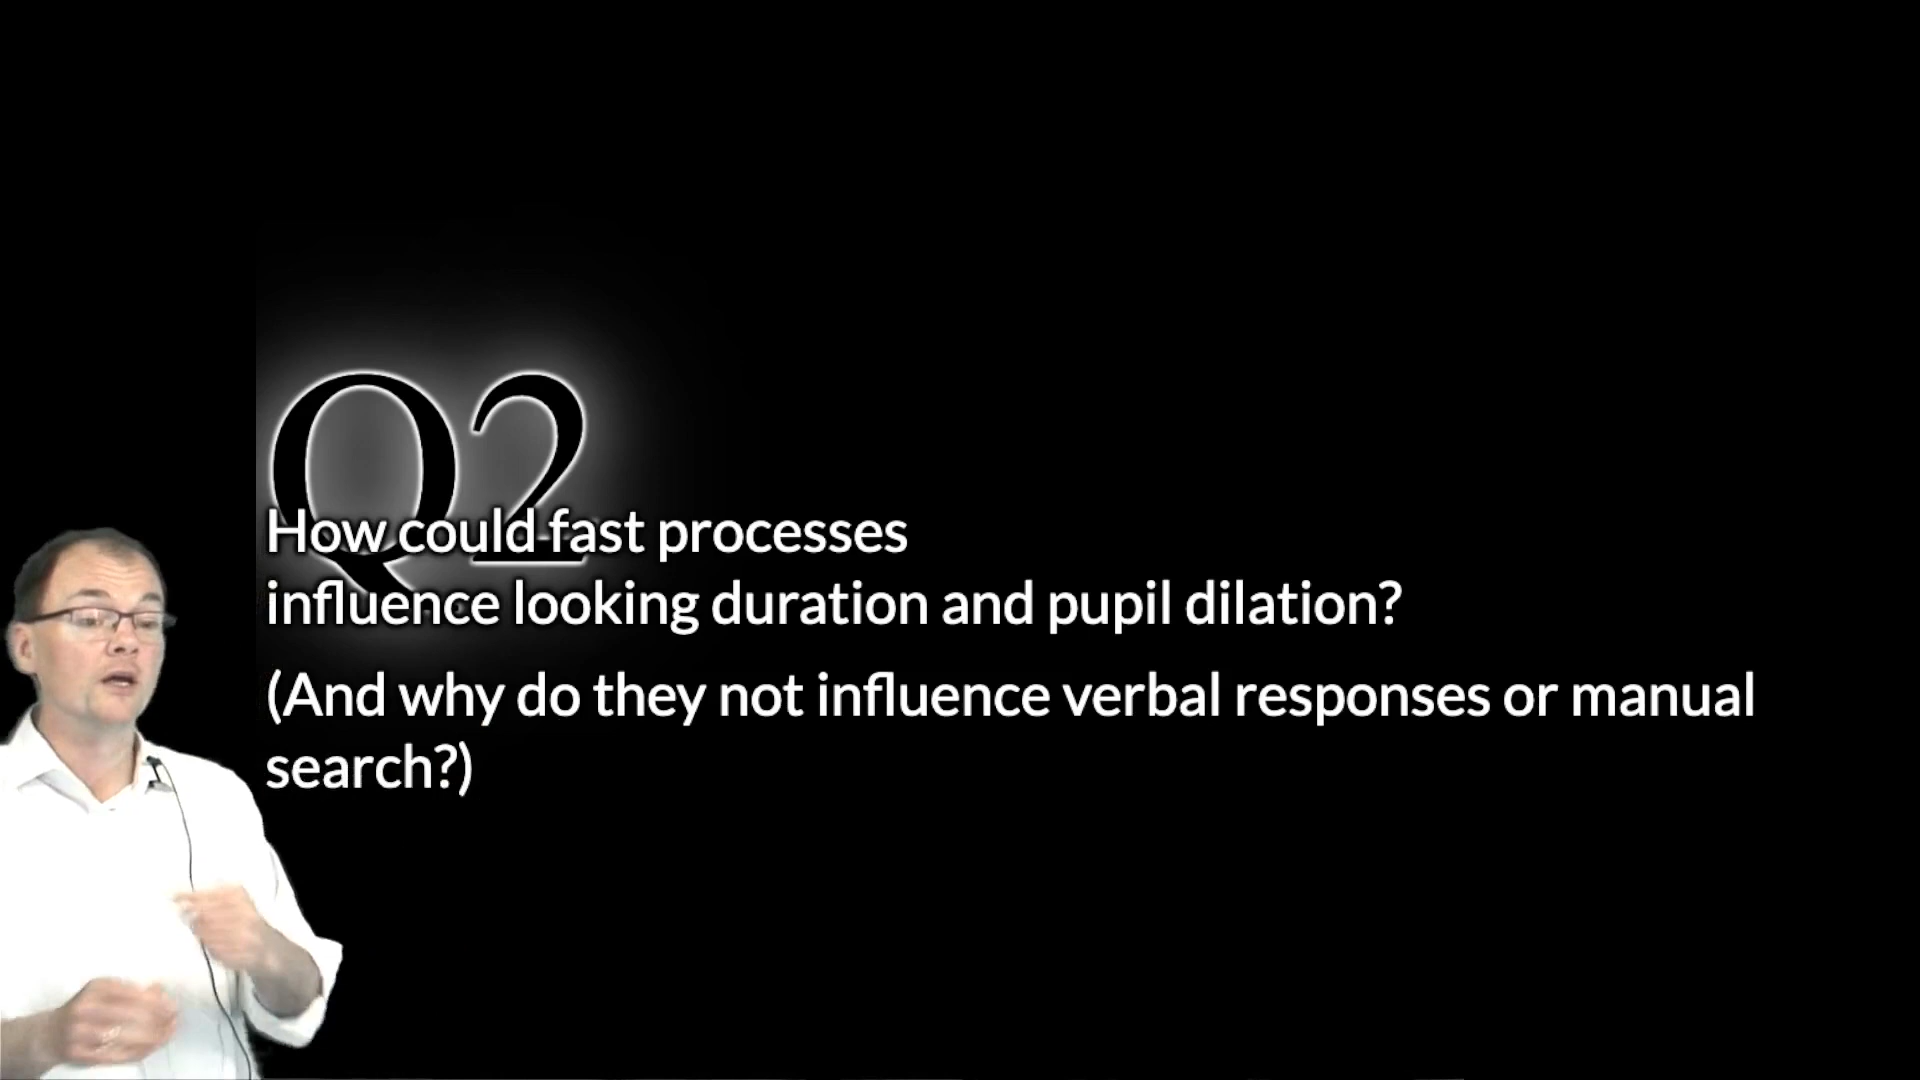 Q2
How could fast processes
influence looking duration and pupil dilation?
(And why do they not influence verbal responses or manual
search?)